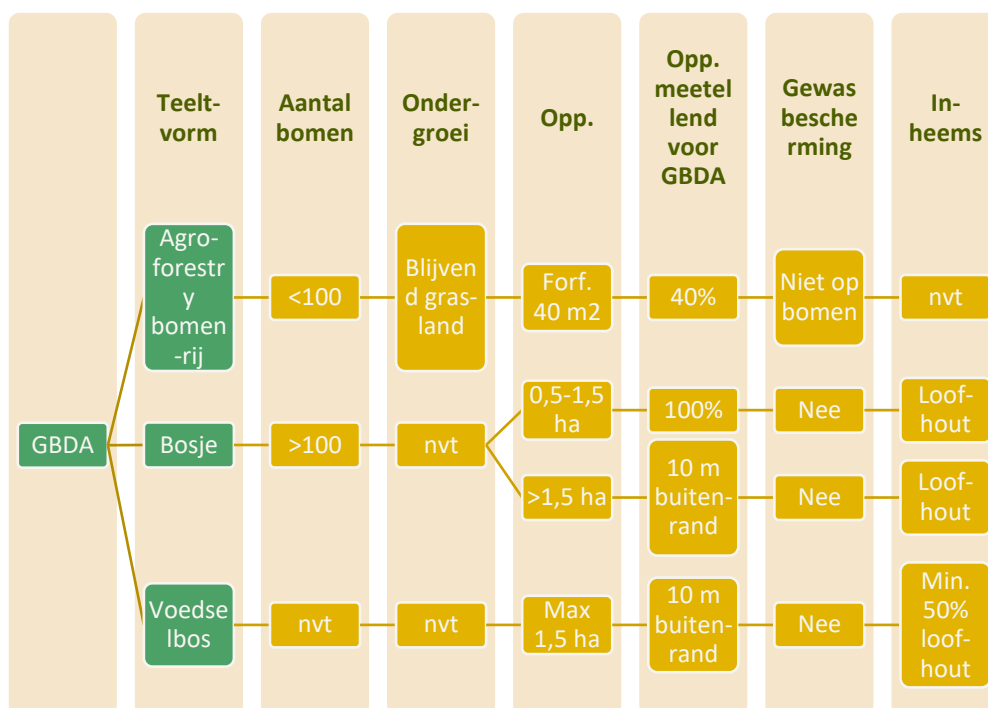 Teelt-
vorm
Aantal
bomen
Onder-
groei
Opp.
Opp.
meetel
lend
voor
GBDA
Gewas
besche
rming
In-
heems
GBDA
Agro-
forestr
y
bomen
-rij
<100
Blijven
d gras-
land
Forf.
40 m2
40%
Niet op
bomen
nvt
Bosje
>100
nvt
0,5-1,5
ha
100%
Nee
Loof-
hout
>1,5 ha
10 m
buiten-
rand
Nee
Loof-
hout
Voedse
lbos
nvt
nvt
Max
1,5 ha
10 m
buiten-
rand
Nee
Min.
50%
loof-
hout